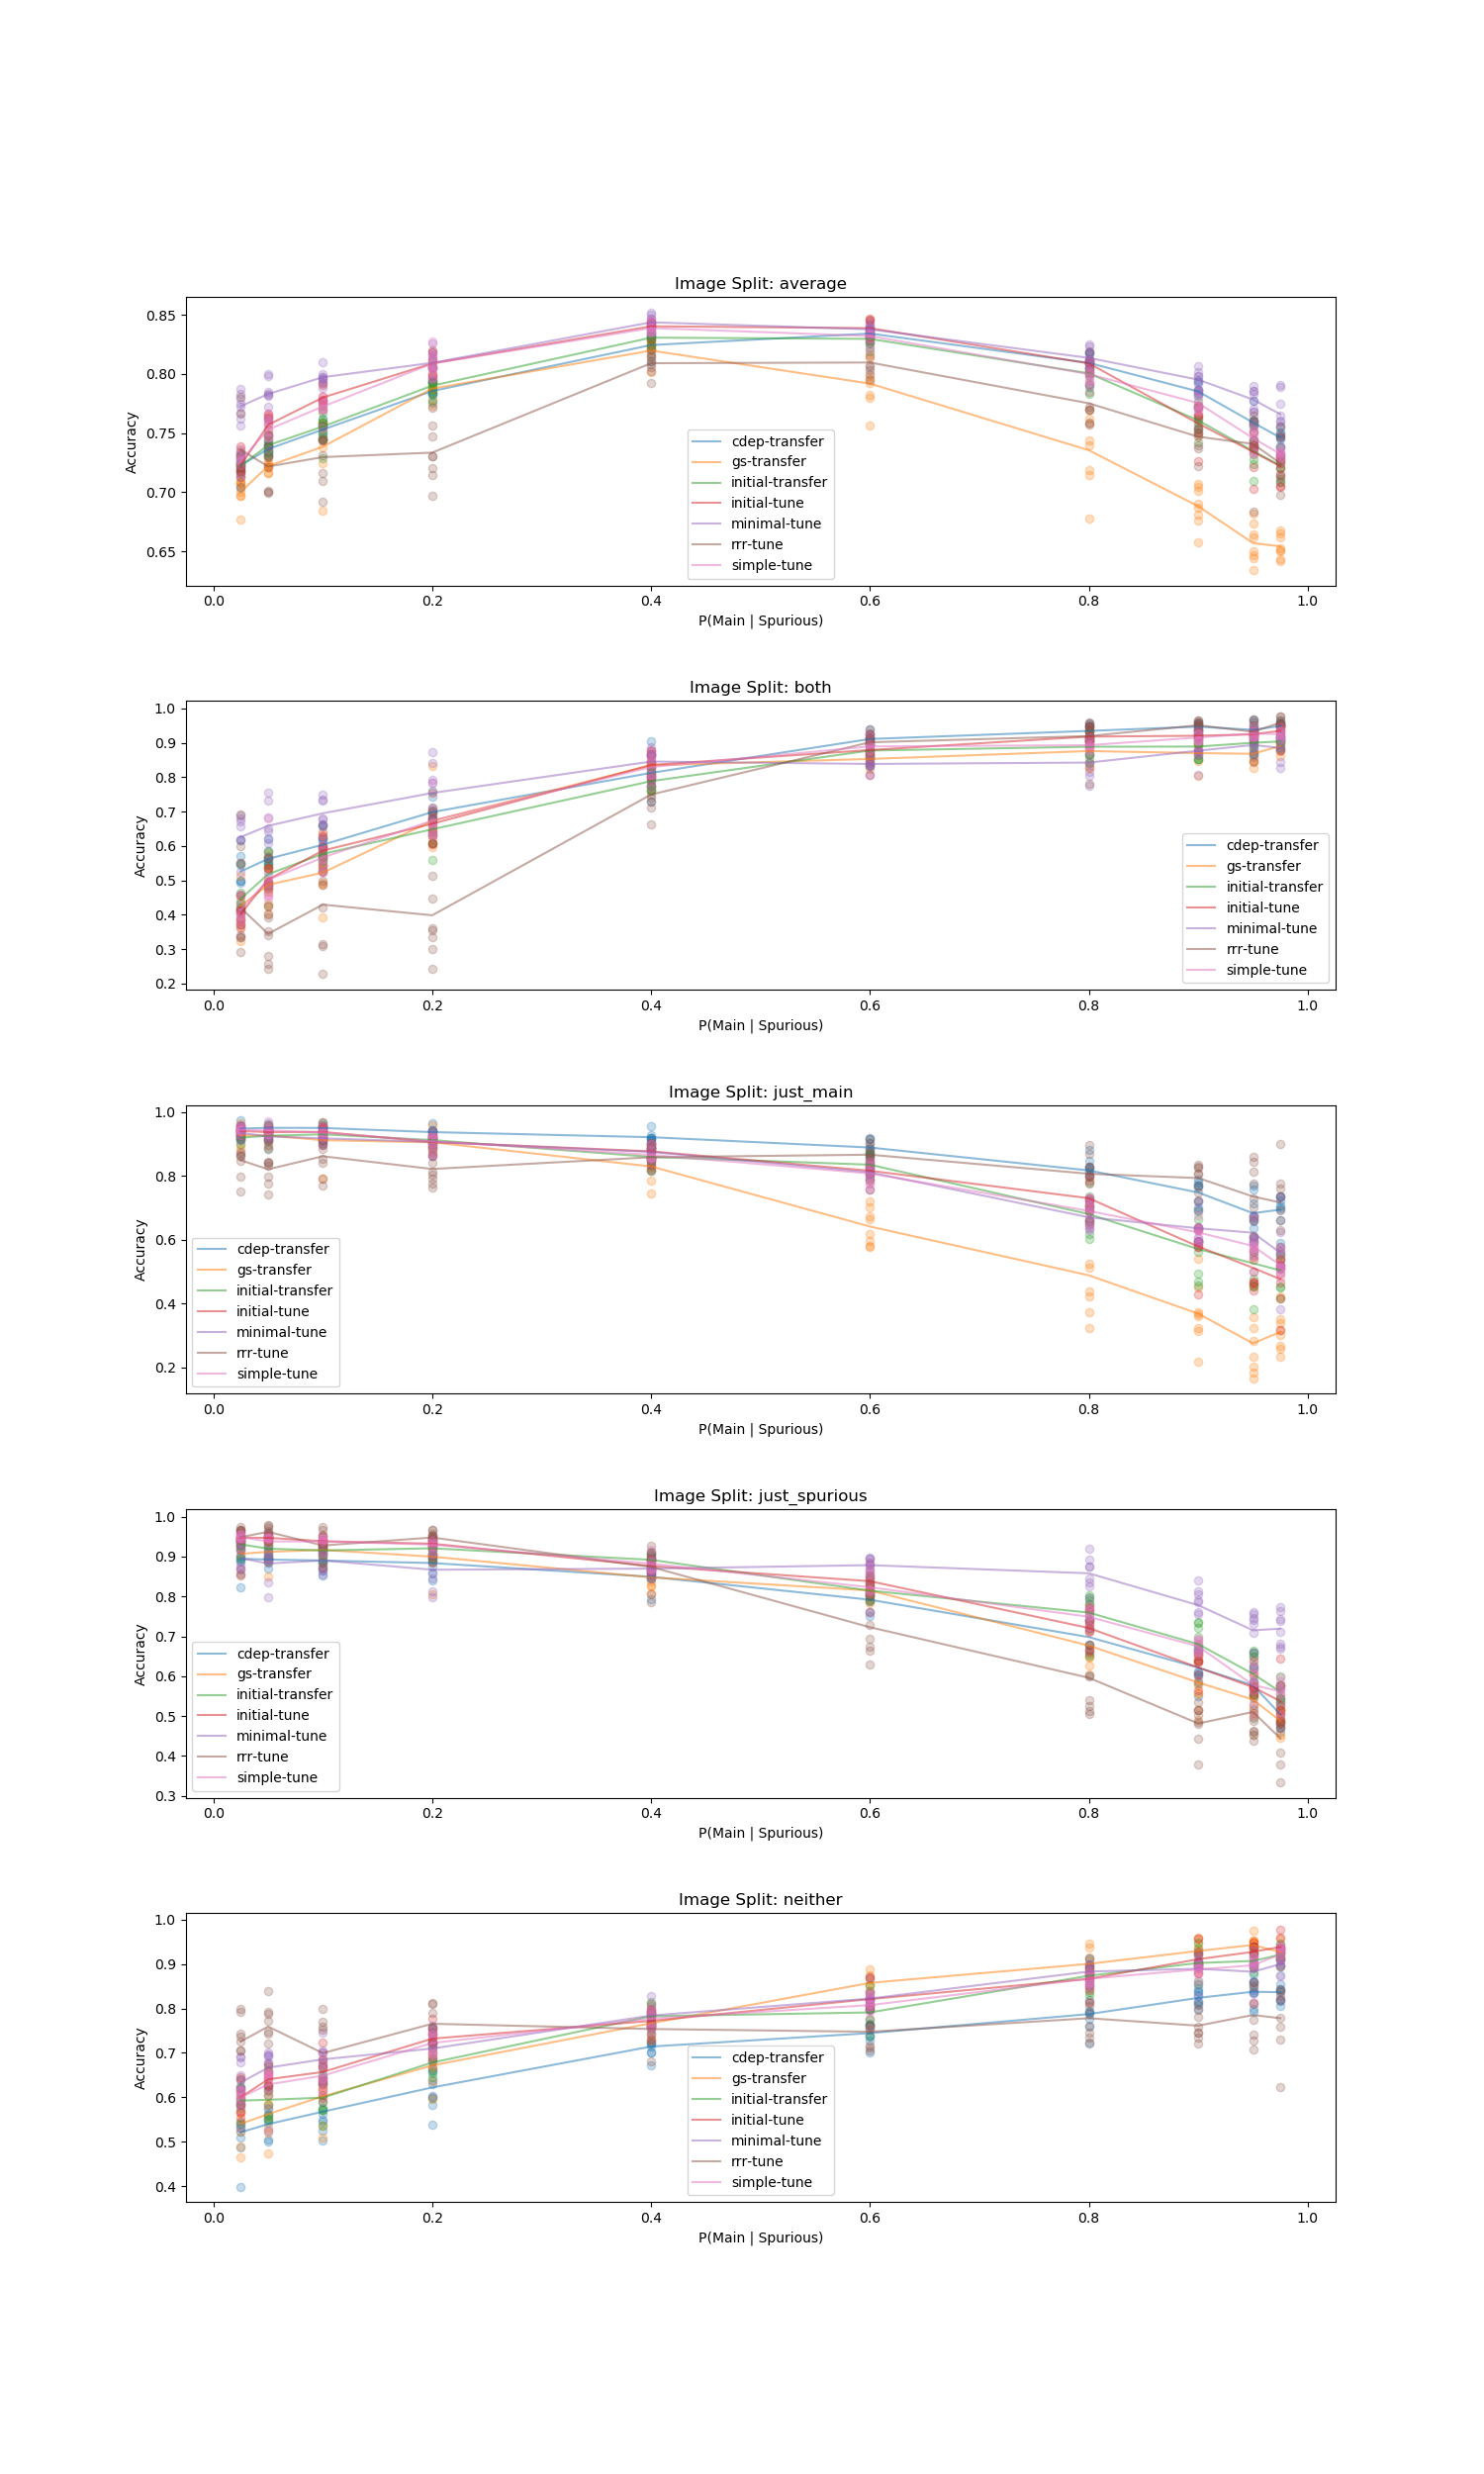 Image Split: average
0.85
0.80
0.75
0.70
0.65
Accuracy
cdep-transfer
gs-transfer
initial-transfer
initial-tune
minimal-tune
rrr-tune
simple-tune
0.0 0.2 0.4 0.6 0.8 1.0
P(Main | Spurious)
Image Split: both
1.0
0.9
0.8
0.7
0.6
0.5
0.4
0.3
0.2
Accuracy
cdep-transfer
gs-transfer
initial-transfer
initial-tune
minimal-tune
rrr-tune
simple-tune
0.0 0.2 0.4 0.6 0.8 1.0
P(Main | Spurious)
Image Split: just_main
1.0
0.8
0.6
0.4
0.2
Accuracy
cdep-transfer
gs-transfer
initial-transfer
initial-tune
minimal-tune
rrr-tune
simple-tune
0.0 0.2 0.4 0.6 0.8 1.0
P(Main | Spurious)
Image Split: just_spurious
1.0
0.9
0.8
0.7
0.6
0.5
0.4
0.3
Accuracy
cdep-transfer
gs-transfer
initial-transfer
initial-tune
minimal-tune
rrr-tune
simple-tune
0.0 0.2 0.4 0.6 0.8 1.0
P(Main | Spurious)
Image Split: neither
1.0
0.9
0.8
0.7
0.6
0.5
0.4
Accuracy
cdep-transfer
gs-transfer
initial-transfer
initial-tune
minimal-tune
rrr-tune
simple-tune
0.0 0.2 0.4 0.6 0.8 1.0
P(Main | Spurious)